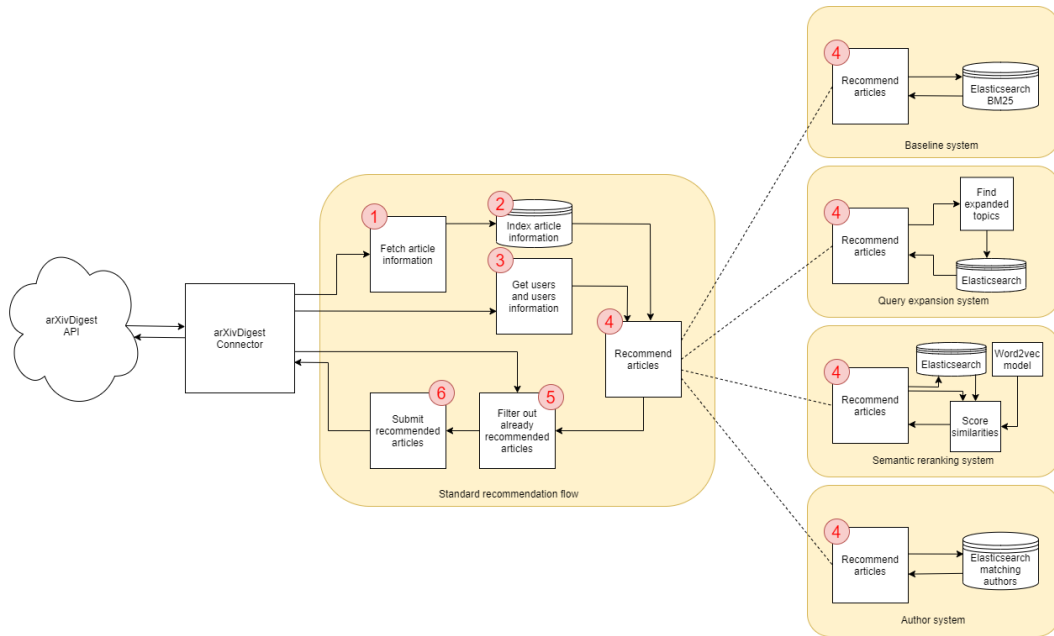 arXivDigest
API
arXivDigest
Connector
1
Fetch article
information
2
Index article
information
3
Get users
and users
information
4
Recommend
articles
5
Filter out
already
recommended
articles
6
Submit
recommended
articles
Standard recommendation flow
4
Recommend
articles
Elasticsearch
BM25
Baseline system
4
Recommend
articles
Find
expanded
topics
Elasticsearch
Query expansion system
4
Recommend
articles
Elasticsearch
Word2vec
model
Score
similarities
Semantic reranking system
4
Recommend
articles
Elasticsearch
matching
authors
Author system